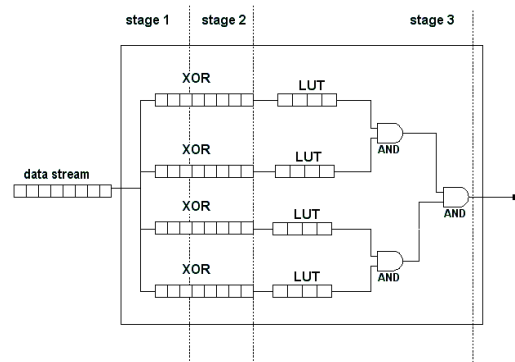 stage 1
stage 2
stage 3
XOR
LUT
AND
XOR
LUT
data stream
XOR
LUT
AND
XOR
LUT
AND